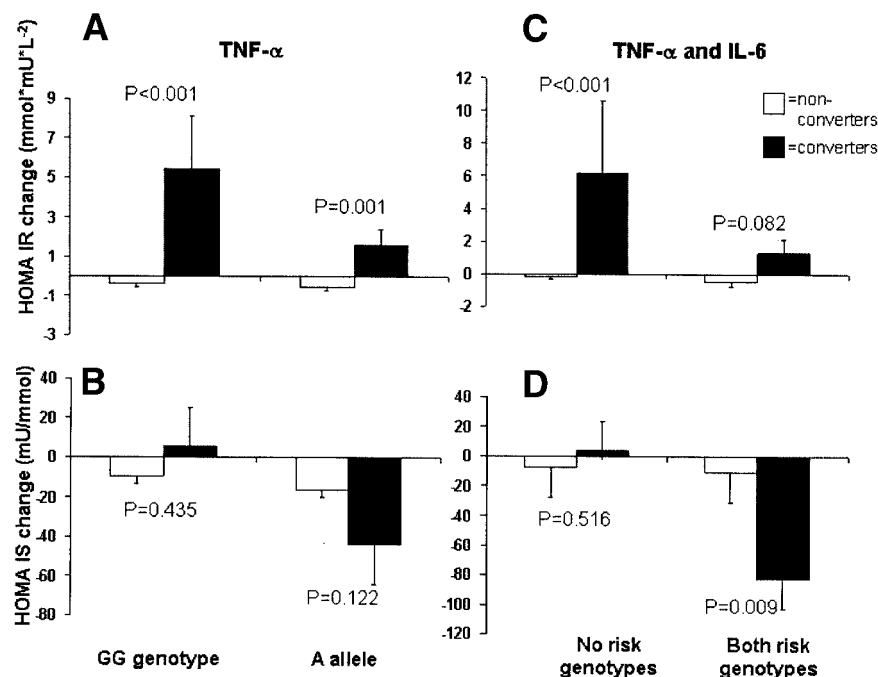 A
TNF-α
HOMA IR change (mmol*mU*L⁻²)
9
7
5
3
1
-1
-3
P<0.001
P=0.001
C
TNF-α and IL-6
12
10
8
6
4
2
0
-2
P<0.001
P=0.082
=non-
converters
=converters
B
HOMA IS change (mU/mmol)
40
20
0
-20
-40
-60
-80
P=0.435
P=0.122
GG genotype
A allele
D
40
20
0
-20
-40
-60
-80
-100
-120
P=0.516
P=0.009
No risk
genotypes
Both risk
genotypes